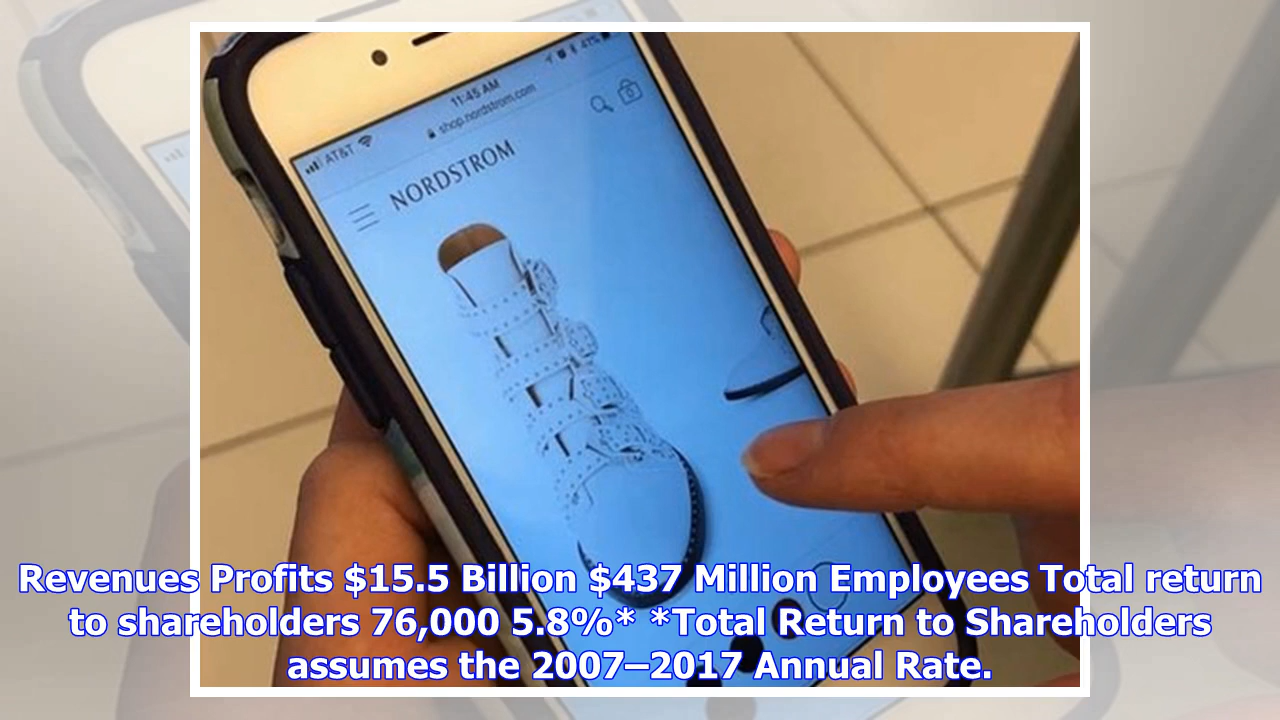 AT&T
11:45 AM
42%
shop.nordstrom.com
NORDSTROM
Revenues Profits $15.5 Billion $437 Million Employees Total return
to shareholders 76,000 5.8%* *Total Return to Shareholders
assumes the 2007–2017 Annual Rate.